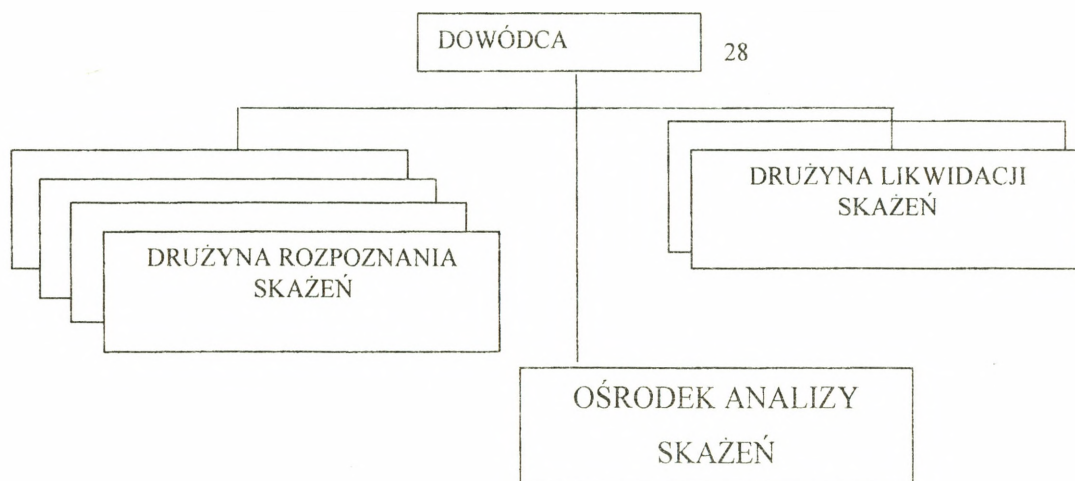 DOWÓDCA
28
DRUŻYNA LIKWIDACJI
SKAŻEŃ
DRUŻYNA ROZPOZNANIA
SKAŻEŃ
OŚRODEK ANALIZY
SKAŻEŃ